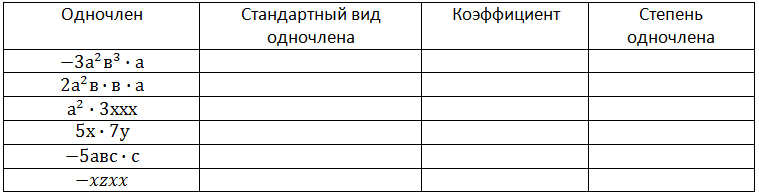 Одночлен Стандартный вид одночлена Коэффициент Степень одночлена
−3а²в³ ∙ а
2а²в ∙ в ∙ а
а² ∙ 3ххх
5х ∙ 7у
−5авс ∙ с
−xzxx